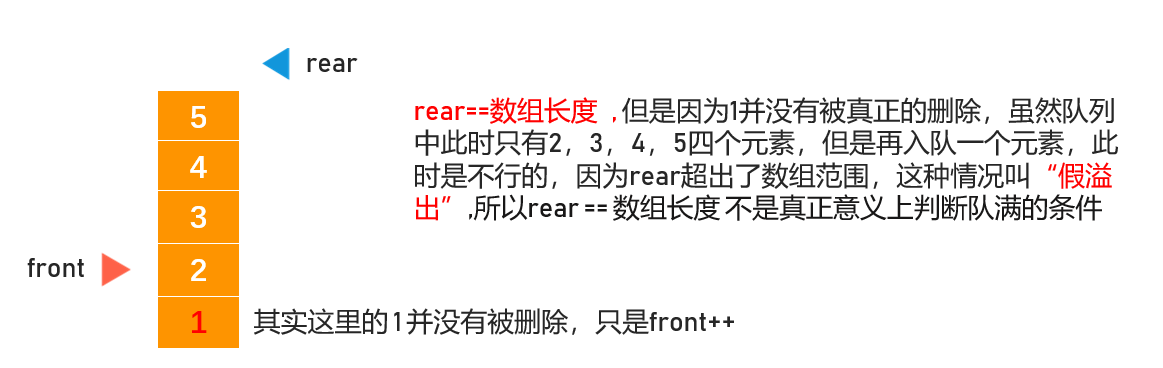 rear
5
rear==数组长度 , 但是因为1并没有被真正的删除，虽然队列
中此时只有2，3，4，5四个元素，但是再入队一个元素，此
4
时是不行的，因为rear超出了数组范围，这种情况叫“假溢
出” ,所以rear == 数组长度 不是真正意义上判断队满的条件
3
front
2
1
其实这里的1并没有被删除，只是front++